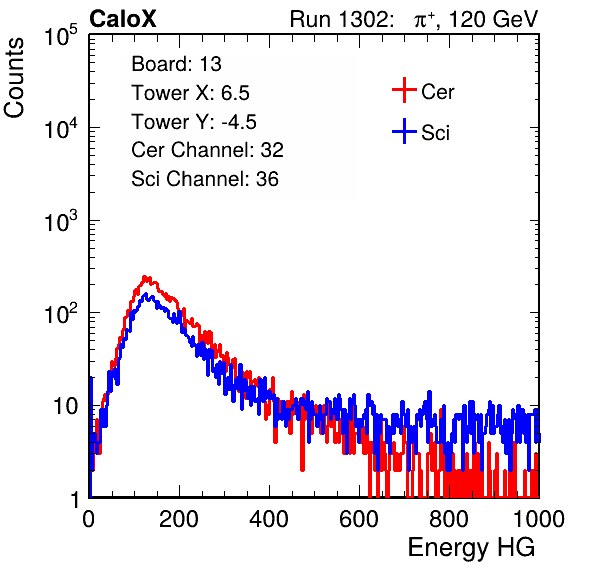 CaloX Run 1302: π⁺, 120 GeV
Counts
Board: 13
Tower X: 6.5
Tower Y: -4.5
Cer Channel: 32
Sci Channel: 36
Cer
Sci
10⁵
10⁴
10³
10²
10
1
0 200 400 600 800 1000
Energy HG